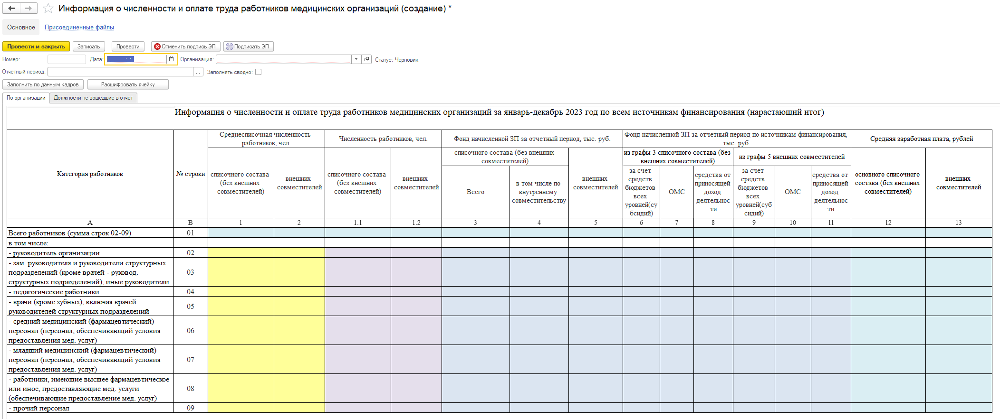 Информация о численности и оплате труда работников медицинских организаций (создание) *
Основное
Присоединенные файлы
Провести и закрыть
Записать
Провести
Отменить подпись ЭП
Подписать ЭП
Номер:
Дата:
. . : :
Организация:
Статус: Черновик
Отчетный период:
...
Заполнять сводно:
Заполнить по данным кадров
Расшифровать ячейку
По организации
Должности не вошедшие в отчет
Информация о численности и оплате труда работников медицинских организаций за январь-декабрь 2023 год по всем источникам финансирования (нарастающий итог)
Категория работников
№ строки
Среднесписочная численность
работников, чел.
Численность работников, чел.
Фонд начисленной ЗП за отчетный период, тыс. руб.
Фонд начисленной ЗП за отчетный период по источникам финансирования,
тыс. руб.
Средняя заработная плата, рублей
списочного состава
(без внешних
совместителей)
внешних
совместителей
списочного состава
(без внешних
совместителей)
внешних
совместителей
списочного состава (без внешних
совместителей)
Всего
в том числе по
внутреннему
совместительству
внешних
совместителей
из графы 3 списочного состава (без
внешних совместителей)
за счет
средств
бюджетов
всех
уровней(су
бсидий)
ОМС
средства от
приносящей
доход
деятельнос
ти
из графы 5 внешних совместителей
за счет
средств
бюджетов
всех
уровней(суб
сидий)
ОМС
средства от
приносящей
доход
деятельнос
ти
основного списочного
состава (без внешних
совместителей)
внешних
совместителей
А В 1 2 1.1 1.2 3 4 5 6 7 8 9 10 11 12 13
Всего работников (сумма строк 02-09) 01
в том числе:
- руководитель организации 02
- зам. руководителя и руководители структурных
подразделений (кроме врачей - руковод. 03
структурных подразделений), иные руководители
- педагогические работники 04
- врачи (кроме зубных), включая врачей
руководителей структурных подразделений 05
- средний медицинский (фармацевтический)
персонал (персонал, обеспечивающий условия 06
предоставления мед. услуг)
- младший медицинский (фармацевтический)
персонал (персонал, обеспечивающий условия 07
предоставления мед. услуг)
- работники, имеющие высшее фармацевтическое
или иное, предоставляющие мед. услуги 08
(обеспечивающие предоставление мед. услуг)
- прочий персонал 09